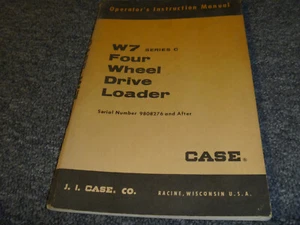 Operator's Instruction Manual
W7 SERIES C
Four
Wheel
Drive
Loader
Serial Number 9808276 and After
CASE
J. I. CASE. CO.
RACINE, WISCONSIN U.S.A.